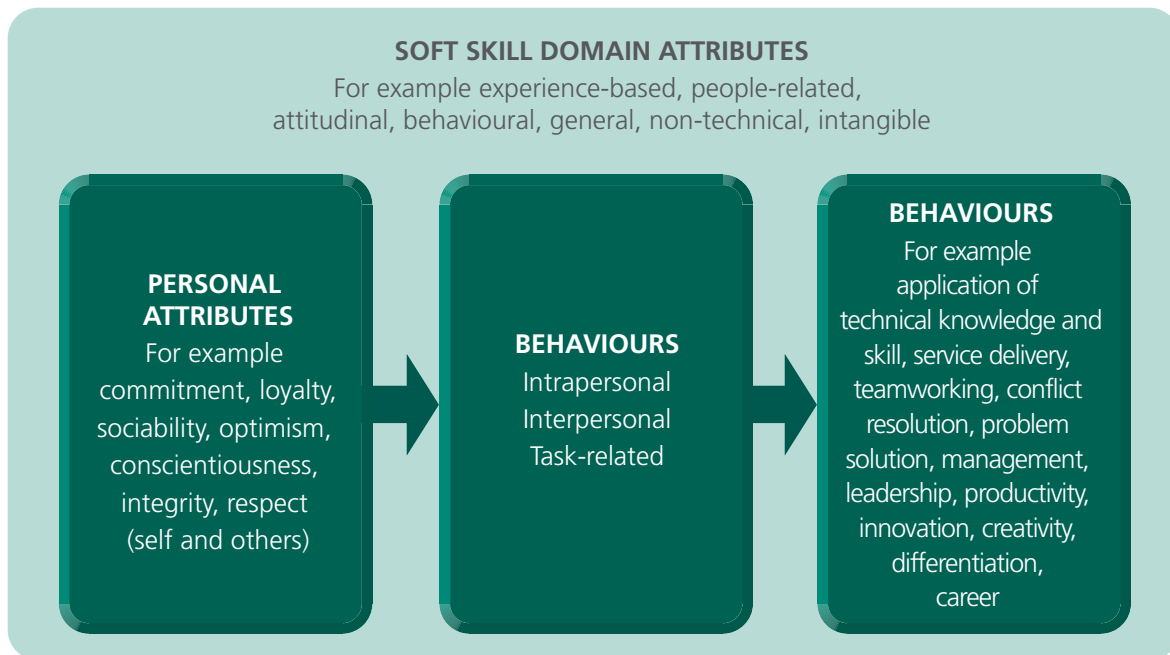 SOFT SKILL DOMAIN ATTRIBUTES
For example experience-based, people-related,
attitudinal, behavioural, general, non-technical, intangible
PERSONAL
ATTRIBUTES
For example
commitment, loyalty,
sociability, optimism,
conscientiousness,
integrity, respect
(self and others)
BEHAVIOURS
Intrapersonal
Interpersonal
Task-related
BEHAVIOURS
For example
application of
technical knowledge and
skill, service delivery,
teamworking, conflict
resolution, problem
solution, management,
leadership, productivity,
innovation, creativity,
differentiation,
career